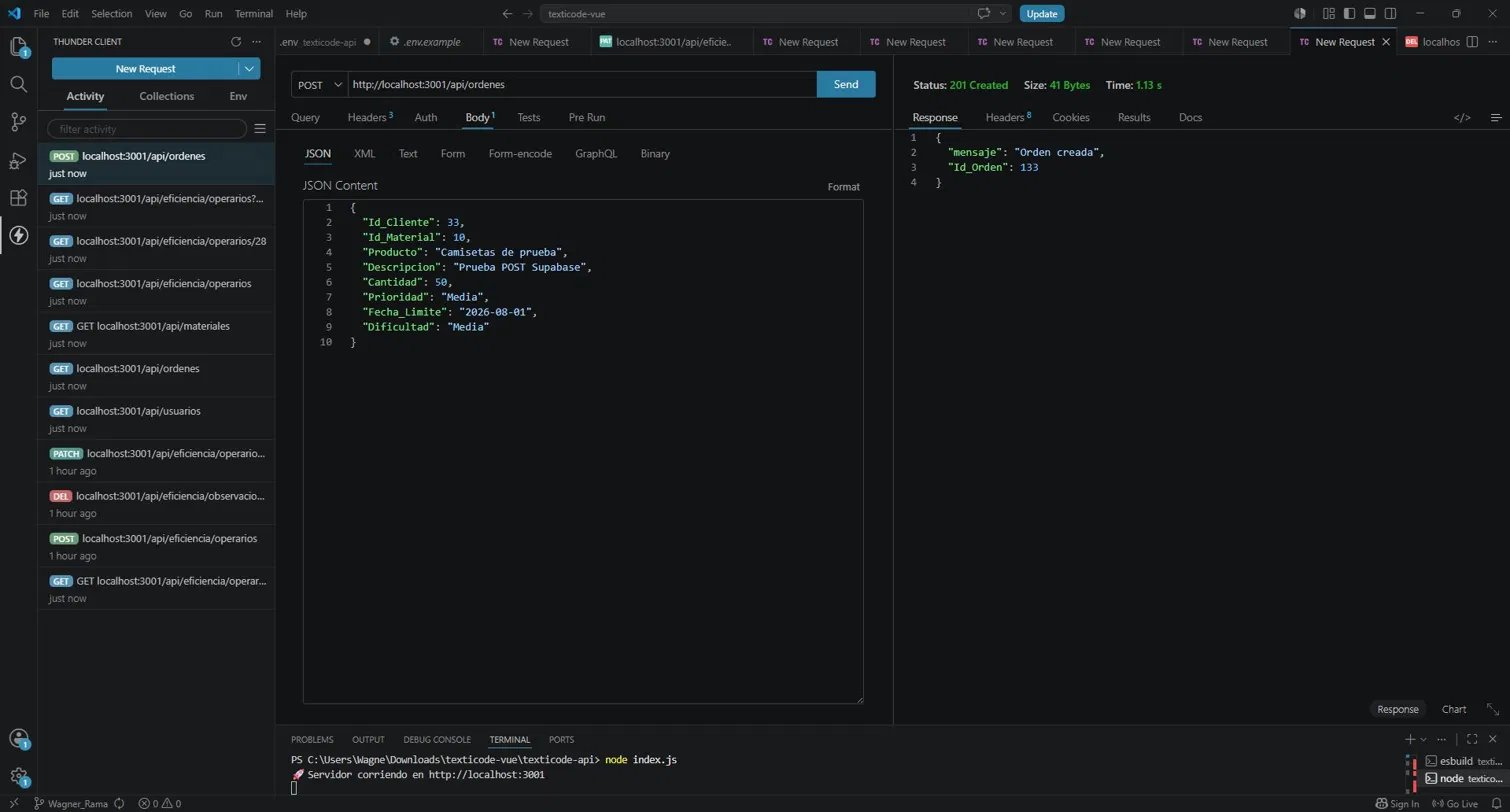 File Edit Selection View Go Run Terminal Help
texticode-vue
Update
THUNDER CLIENT
New Request
Activity Collections Env
filter activity
POST localhost:3001/api/ordenes
just now
GET localhost:3001/api/eficiencia/operarios?...
just now
GET localhost:3001/api/eficiencia/operarios/28
just now
GET localhost:3001/api/eficiencia/operarios
just now
GET GET localhost:3001/api/materiales
just now
GET localhost:3001/api/ordenes
just now
GET localhost:3001/api/usuarios
just now
PATCH localhost:3001/api/eficiencia/operario...
1 hour ago
DEL localhost:3001/api/eficiencia/observacio...
1 hour ago
POST localhost:3001/api/eficiencia/operarios
1 hour ago
GET GET localhost:3001/api/eficiencia/operar...
just now
.env texticode-api
.env.example
TC New Request
PAT localhost:3001/api/eficie..
TC New Request
TC New Request
TC New Request
TC New Request
TC New Request
TC New Request
DEL localhos
POST http://localhost:3001/api/ordenes Send
Query Headers 3 Auth Body 1 Tests Pre Run
JSON XML Text Form Form-encode GraphQL Binary
JSON Content Format
1 {
2 "Id_Cliente": 33,
3 "Id_Material": 10,
4 "Producto": "Camisetas de prueba",
5 "Descripcion": "Prueba POST Supabase",
6 "Cantidad": 50,
7 "Prioridad": "Media",
8 "Fecha_Limite": "2026-08-01",
9 "Dificultad": "Media"
10 }
Status: 201 Created Size: 41 Bytes Time: 1.13 s
Response Headers 8 Cookies Results Docs
</>
1 {
2 "mensaje": "Orden creada",
3 "Id_Orden": 133
4 }
Response Chart
PROBLEMS OUTPUT DEBUG CONSOLE TERMINAL PORTS
PS C:\Users\Wagne\Downloads\texticode-vue\texticode-api> node index.js
🚀 Servidor corriendo en http://localhost:3001
esbuild texti...
node textico...
1
1
1
Wagner_Rama 0 0
Sign In Go Live